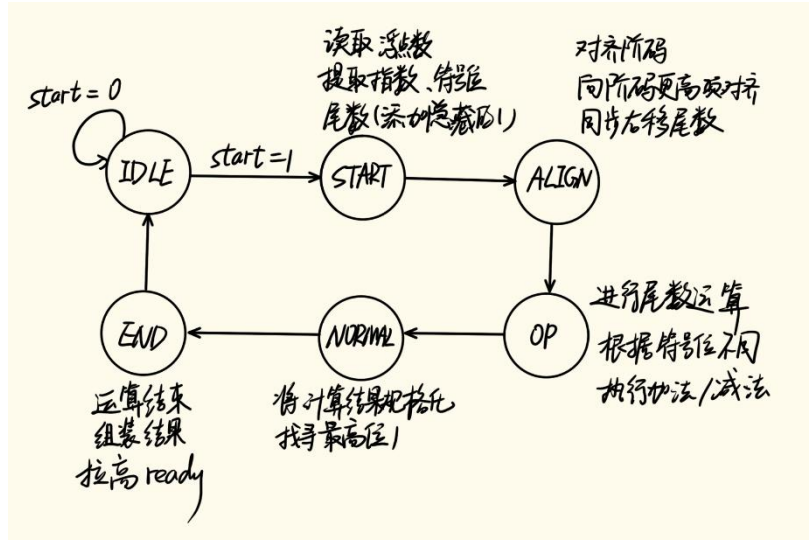 start = 0
IDLE
start=1
读取浮点数
提取指数、符号位
尾数(添加隐藏的1)
START
对齐阶码
向阶码更高项对齐
同步右移尾数
ALIGN
进行尾数运算
根据符号位不同
执行加法/减法
OP
NORMAL
将计算结果规格化
找寻最高位1
END
运算结束
组装结果
拉高 ready